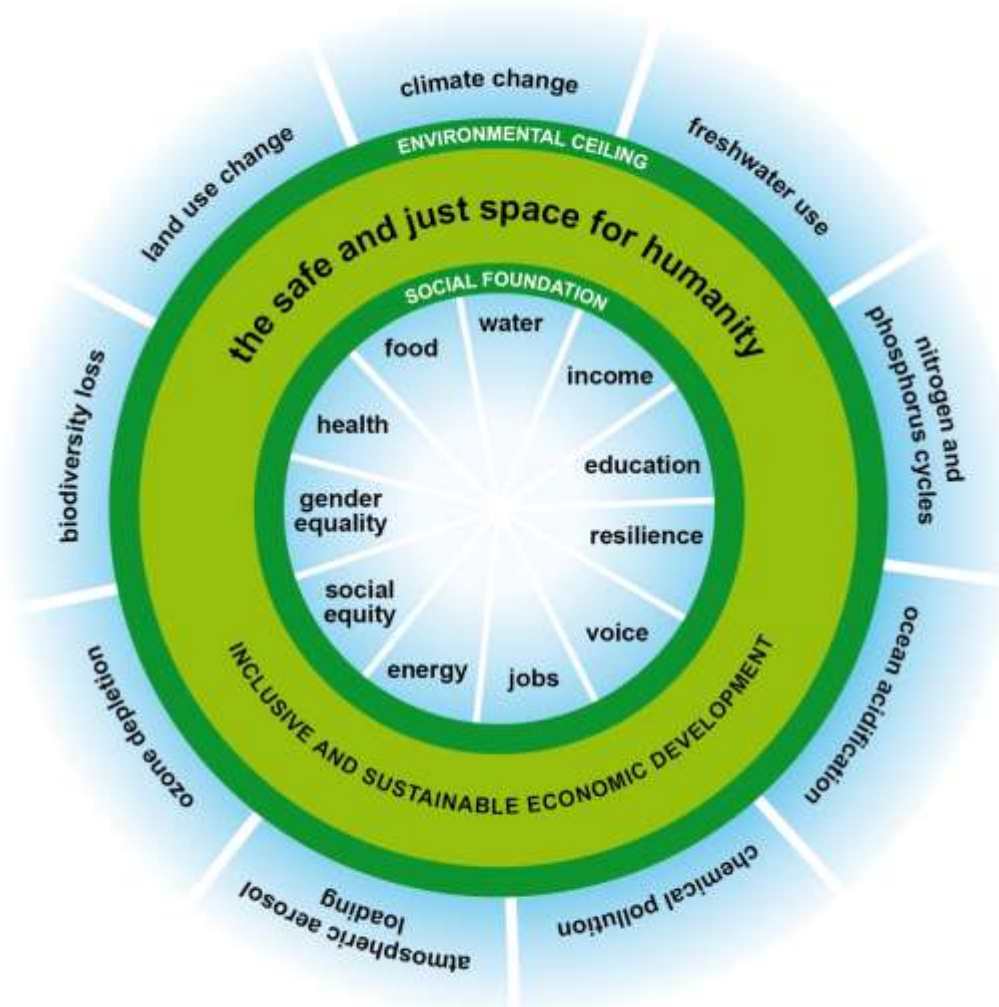 climate change
freshwater use
nitrogen and
phosphorus cycles
ocean acidification
chemical pollution
atmospheric aerosol
loading
ozone depletion
biodiversity loss
land use change
ENVIRONMENTAL CEILING
the safe and just space for humanity
SOCIAL FOUNDATION
water
income
education
resilience
voice
jobs
energy
social
equity
gender
equality
health
food
INCLUSIVE AND SUSTAINABLE ECONOMIC DEVELOPMENT